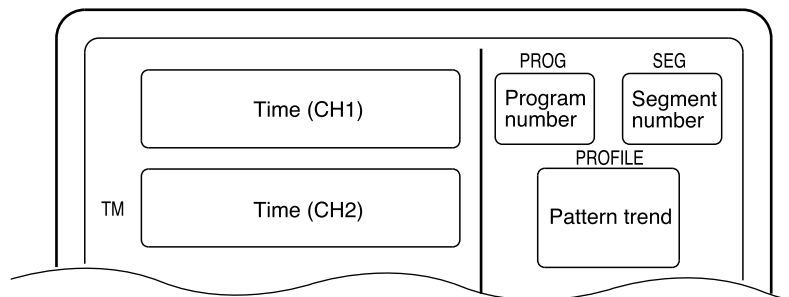 PROG
SEG
Time (CH1)
Program
number
Segment
number
PROFILE
TM
Time (CH2)
Pattern trend